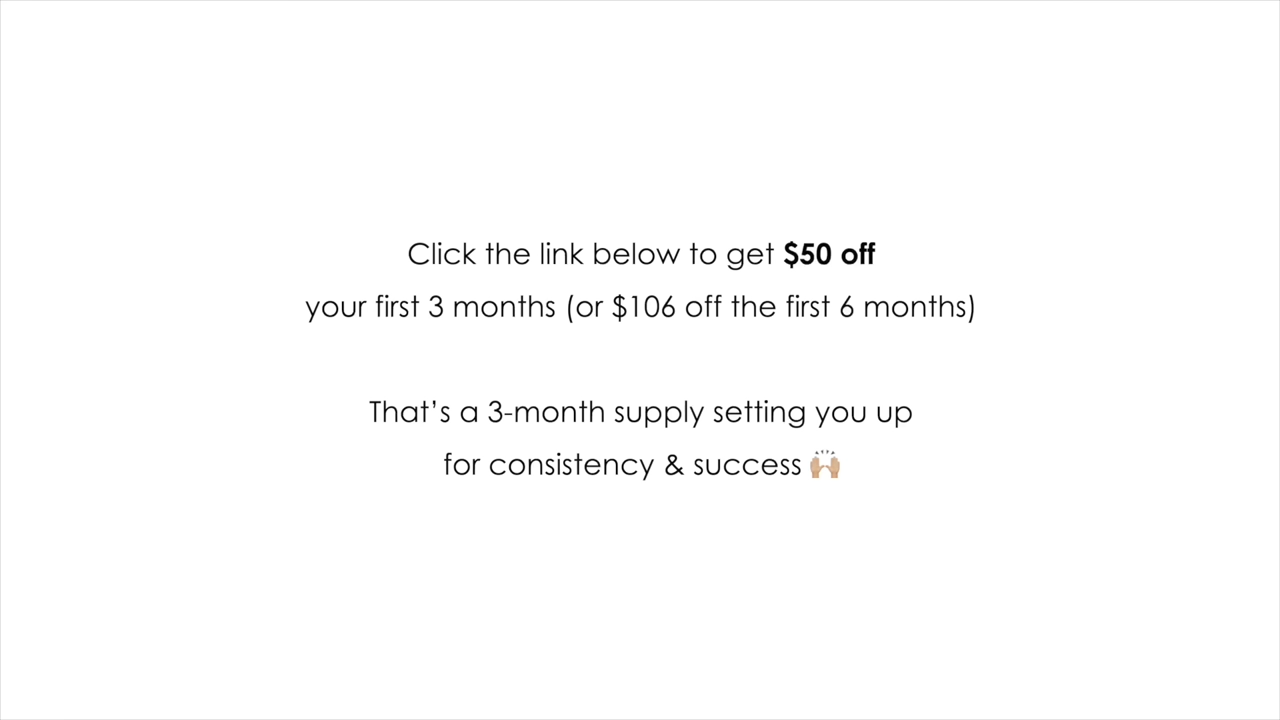 Click the link below to get $50 off
your first 3 months (or $106 off the first 6 months)
That’s a 3-month supply setting you up
for consistency & success 🙌🏼